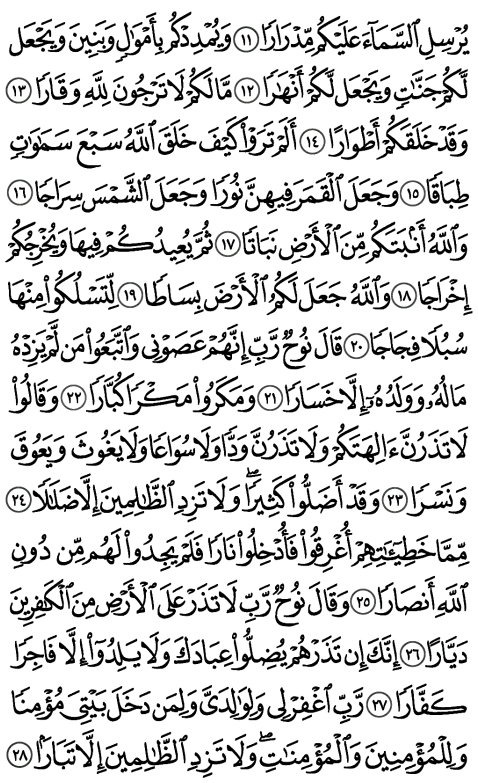 يُرْسِلِ ٱلسَّمَآءَ عَلَيْكُم مِّدْرَارًا ١١ وَيُمْدِدْكُم بِأَمْوَٰلٍ وَبَنِينَ وَيَجْعَل
لَّكُمْ جَنَّٰتٍ وَيَجْعَل لَّكُمْ أَنْهَٰرًا ١٢ مَّا لَكُمْ لَا تَرْجُونَ لِلَّهِ وَقَارًا ١٣
وَقَدْ خَلَقَكُمْ أَطْوَارًا ١٤ أَلَمْ تَرَوْا۟ كَيْفَ خَلَقَ ٱللَّهُ سَبْعَ سَمَٰوَٰتٍ
طِبَاقًا ١٥ وَجَعَلَ ٱلْقَمَرَ فِيهِنَّ نُورًا وَجَعَلَ ٱلشَّمْسَ سِرَاجًا ١٦
وَٱللَّهُ أَنۢبَتَكُم مِّنَ ٱلْأَرْضِ نَبَاتًا ١٧ ثُمَّ يُعِيدُكُمْ فِيهَا وَيُخْرِجُكُمْ
إِخْرَاجًا ١٨ وَٱللَّهُ جَعَلَ لَكُمُ ٱلْأَرْضَ بِسَاطًا ١٩ لِّتَسْلُكُوا۟ مِنْهَا
سُبُلًا فِجَاجًا ٢٠ قَالَ نُوحٌ رَّبِّ إِنَّهُمْ عَصَوْنِى وَٱتَّبَعُوا۟ مَن لَّمْ يَزِدْهُ
مَالُهُۥ وَوَلَدُهُۥٓ إِلَّا خَسَارًا ٢١ وَمَكَرُوا۟ مَكْرًا كُبَّارًا ٢٢ وَقَالُوا۟
لَا تَذَرُنَّ ءَالِهَتَكُمْ وَلَا تَذَرُنَّ وَدًّا وَلَا سُوَاعًا وَلَا يَغُوثَ وَيَعُوقَ
وَنَسْرًا ٢٣ وَقَدْ أَضَلُّوا۟ كَثِيرًا ۖ وَلَا تَزِدِ ٱلظَّٰلِمِينَ إِلَّا ضَلَٰلًا ٢٤
مِّمَّا خَطِيٓـَٰٔتِهِمْ أُغْرِقُوا۟ فَأُدْخِلُوا۟ نَارًا فَلَمْ يَجِدُوا۟ لَهُم مِّن دُونِ
ٱللَّهِ أَنصَارًا ٢٥ وَقَالَ نُوحٌ رَّبِّ لَا تَذَرْ عَلَى ٱلْأَرْضِ مِنَ ٱلْكَٰفِرِينَ
دَيَّارًا ٢٦ إِنَّكَ إِن تَذَرْهُمْ يُضِلُّوا۟ عِبَادَكَ وَلَا يَلِدُوٓا۟ إِلَّا فَاجِرًا
كَفَّارًا ٢٧ رَّبِّ ٱغْفِرْ لِى وَلِوَٰلِدَىَّ وَلِمَن دَخَلَ بَيْتِىَ مُؤْمِنًا
وَلِلْمُؤْمِنِينَ وَٱلْمُؤْمِنَٰتِ ۖ وَلَا تَزِدِ ٱلظَّٰلِمِينَ إِلَّا تَبَارًۢا ٢٨